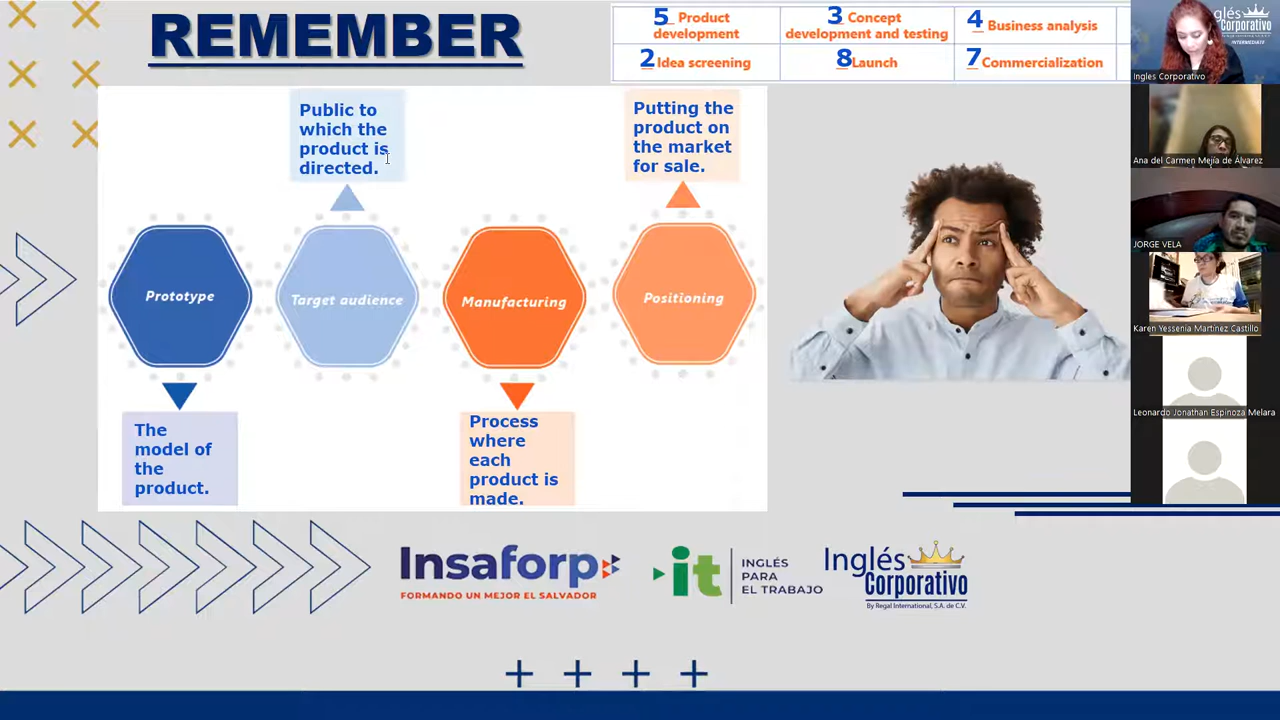 REMEMBER
5 Product development
3 Concept development and testing
4 Business analysis
2 Idea screening
8 Launch
7 Commercialization
Public to
which the
product is
directed.
Putting the
product on
the market
for sale.
Prototype
Target audience
Manufacturing
Positioning
The
model of
the
product.
Process
where
each
product is
made.
Insaforp
FORMANDO UN MEJOR EL SALVADOR
it
INGLÉS
PARA
EL TRABAJO
Inglés
Corporativo
By Regal International, S.A. de C.V.
glés
Corporativo
INTERMEDIATE
Ingles Corporativo
Ana del Carmen Mejía de Álvarez
JORGE VELA
Karen Yessenia Martínez Castillo
Leonardo Jonathan Espinoza Melara